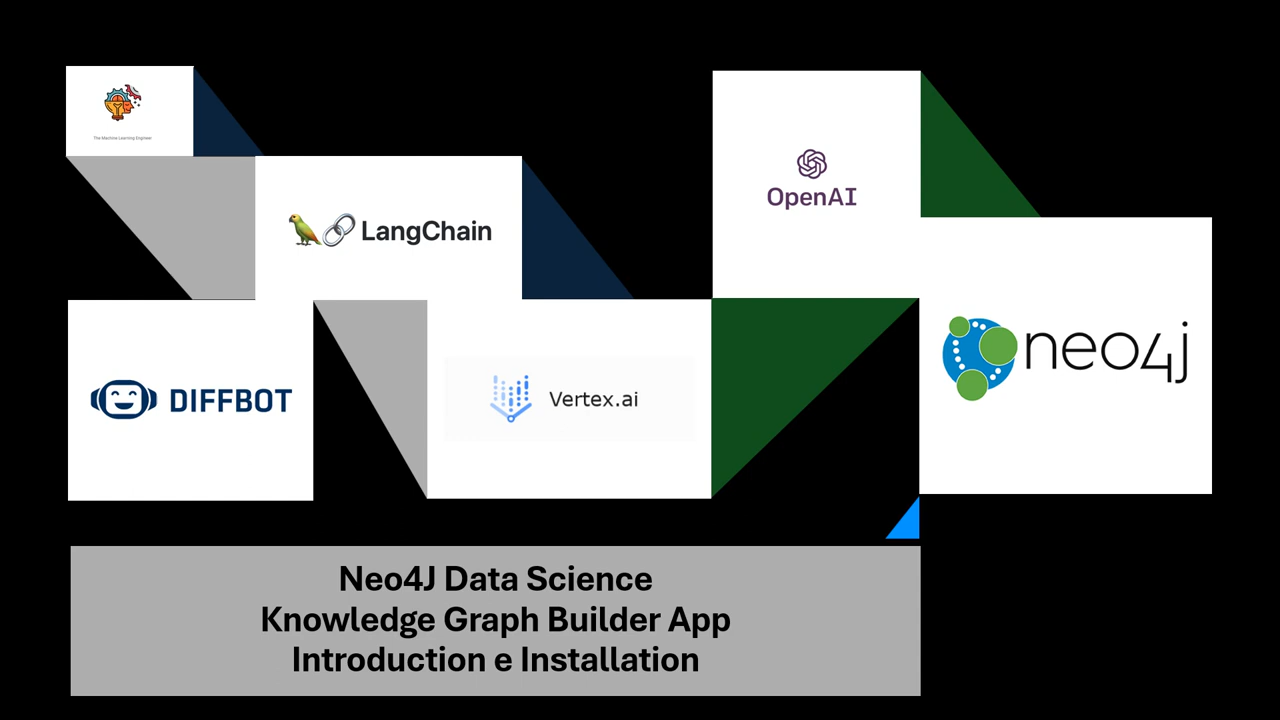 The Machine Learning Engineer
LangChain
OpenAI
DIFFBOT
Vertex.ai
neo4j
Neo4J Data Science
Knowledge Graph Builder App
Introduction e Installation